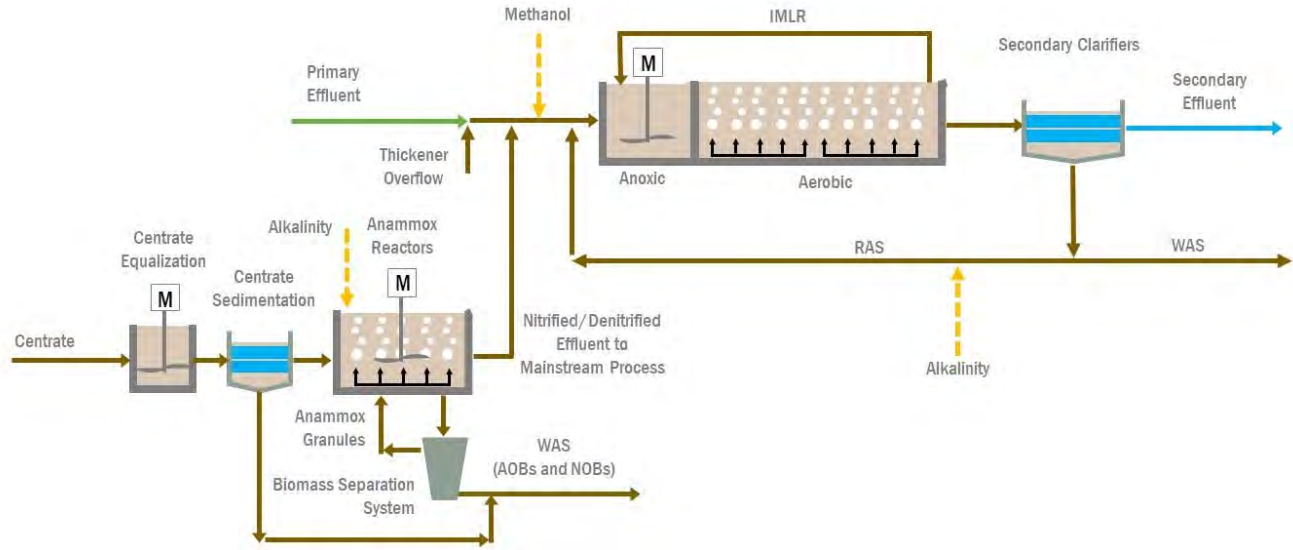 Methanol
IMLR
M
Secondary Clarifiers
Primary
Effluent
Secondary
Effluent
Thickener
Overflow
Anoxic
Aerobic
Alkalinity
Anammox
Reactors
Centrate
Equalization
Centrate
Sedimentation
RAS
WAS
M
M
Centrate
Nitrified/Denitrified
Effluent to
Mainstream Process
Alkalinity
Anammox
Granules
WAS
(AOBs and NOBs)
Biomass Separation
System